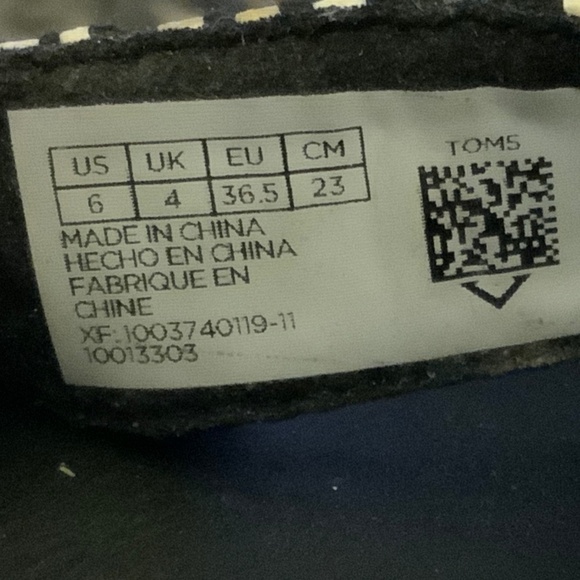 US UK EU CM
6 4 36.5 23
MADE IN CHINA
HECHO EN CHINA
FABRIQUE EN
CHINE
XF:1003740119-11
10013303
TOMS